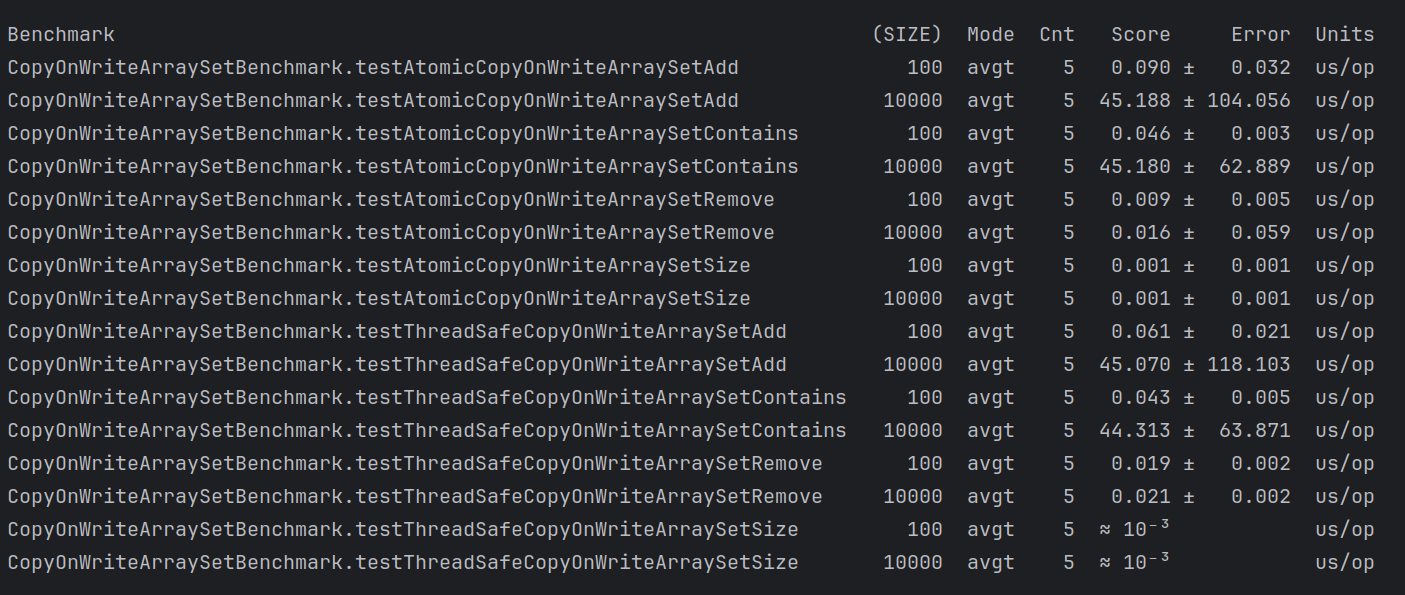 Benchmark (SIZE) Mode Cnt Score Error Units
CopyOnWriteArraySetBenchmark.testAtomicCopyOnWriteArraySetAdd 100 avgt 5 0.090 ± 0.032 us/op
CopyOnWriteArraySetBenchmark.testAtomicCopyOnWriteArraySetAdd 10000 avgt 5 45.188 ± 104.056 us/op
CopyOnWriteArraySetBenchmark.testAtomicCopyOnWriteArraySetContains 100 avgt 5 0.046 ± 0.003 us/op
CopyOnWriteArraySetBenchmark.testAtomicCopyOnWriteArraySetContains 10000 avgt 5 45.180 ± 62.889 us/op
CopyOnWriteArraySetBenchmark.testAtomicCopyOnWriteArraySetRemove 100 avgt 5 0.009 ± 0.005 us/op
CopyOnWriteArraySetBenchmark.testAtomicCopyOnWriteArraySetRemove 10000 avgt 5 0.016 ± 0.059 us/op
CopyOnWriteArraySetBenchmark.testAtomicCopyOnWriteArraySetSize 100 avgt 5 0.001 ± 0.001 us/op
CopyOnWriteArraySetBenchmark.testAtomicCopyOnWriteArraySetSize 10000 avgt 5 0.001 ± 0.001 us/op
CopyOnWriteArraySetBenchmark.testThreadSafeCopyOnWriteArraySetAdd 100 avgt 5 0.061 ± 0.021 us/op
CopyOnWriteArraySetBenchmark.testThreadSafeCopyOnWriteArraySetAdd 10000 avgt 5 45.070 ± 118.103 us/op
CopyOnWriteArraySetBenchmark.testThreadSafeCopyOnWriteArraySetContains 100 avgt 5 0.043 ± 0.005 us/op
CopyOnWriteArraySetBenchmark.testThreadSafeCopyOnWriteArraySetContains 10000 avgt 5 44.313 ± 63.871 us/op
CopyOnWriteArraySetBenchmark.testThreadSafeCopyOnWriteArraySetRemove 100 avgt 5 0.019 ± 0.002 us/op
CopyOnWriteArraySetBenchmark.testThreadSafeCopyOnWriteArraySetRemove 10000 avgt 5 0.021 ± 0.002 us/op
CopyOnWriteArraySetBenchmark.testThreadSafeCopyOnWriteArraySetSize 100 avgt 5 ≈ 10⁻³ us/op
CopyOnWriteArraySetBenchmark.testThreadSafeCopyOnWriteArraySetSize 10000 avgt 5 ≈ 10⁻³ us/op